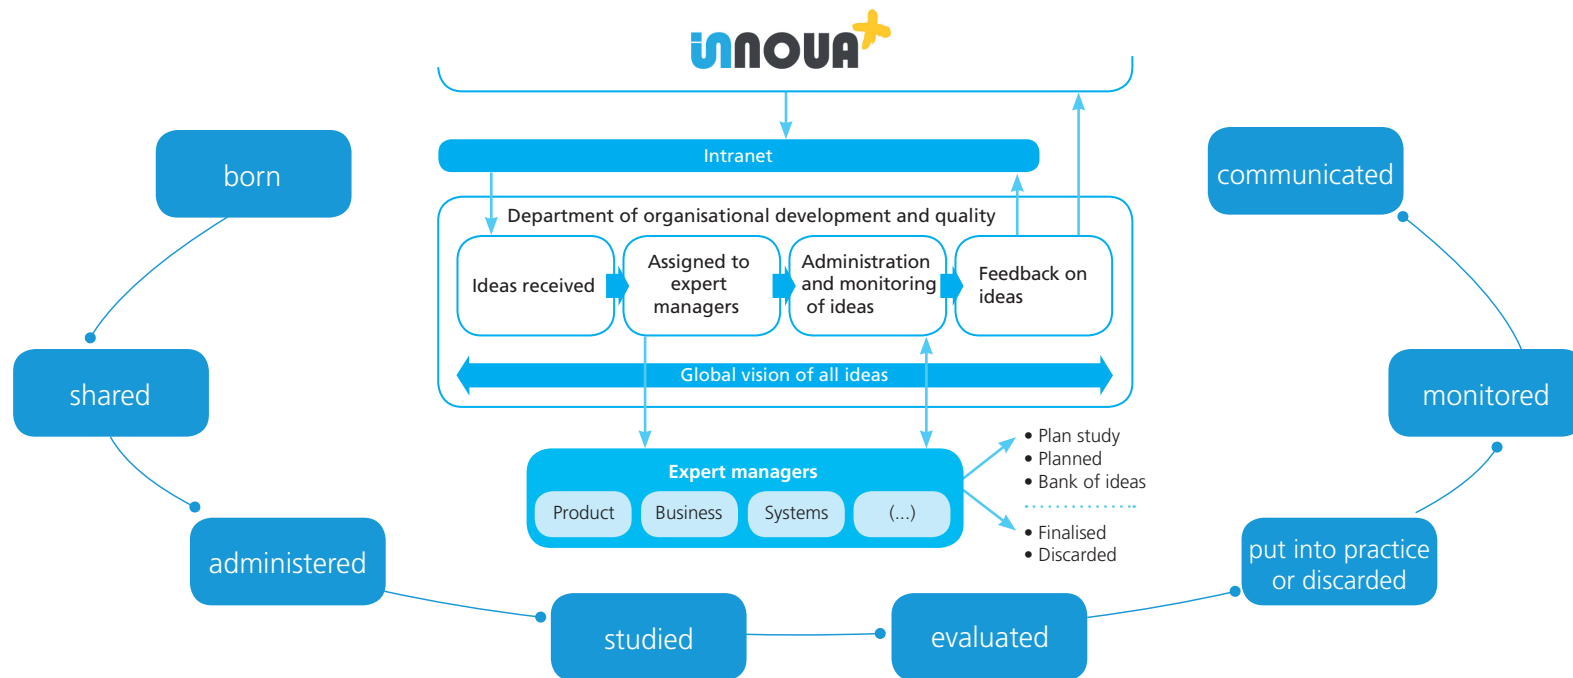 innova+
Intranet
Department of organisational development and quality
Ideas received
Assigned to
expert
managers
Administration
and monitoring
of ideas
Feedback on
ideas
Global vision of all ideas
Expert managers
Product
Business
Systems
(...)
• Plan study
• Planned
• Bank of ideas
• Finalised
• Discarded
born
shared
administered
studied
evaluated
put into practice
or discarded
monitored
communicated